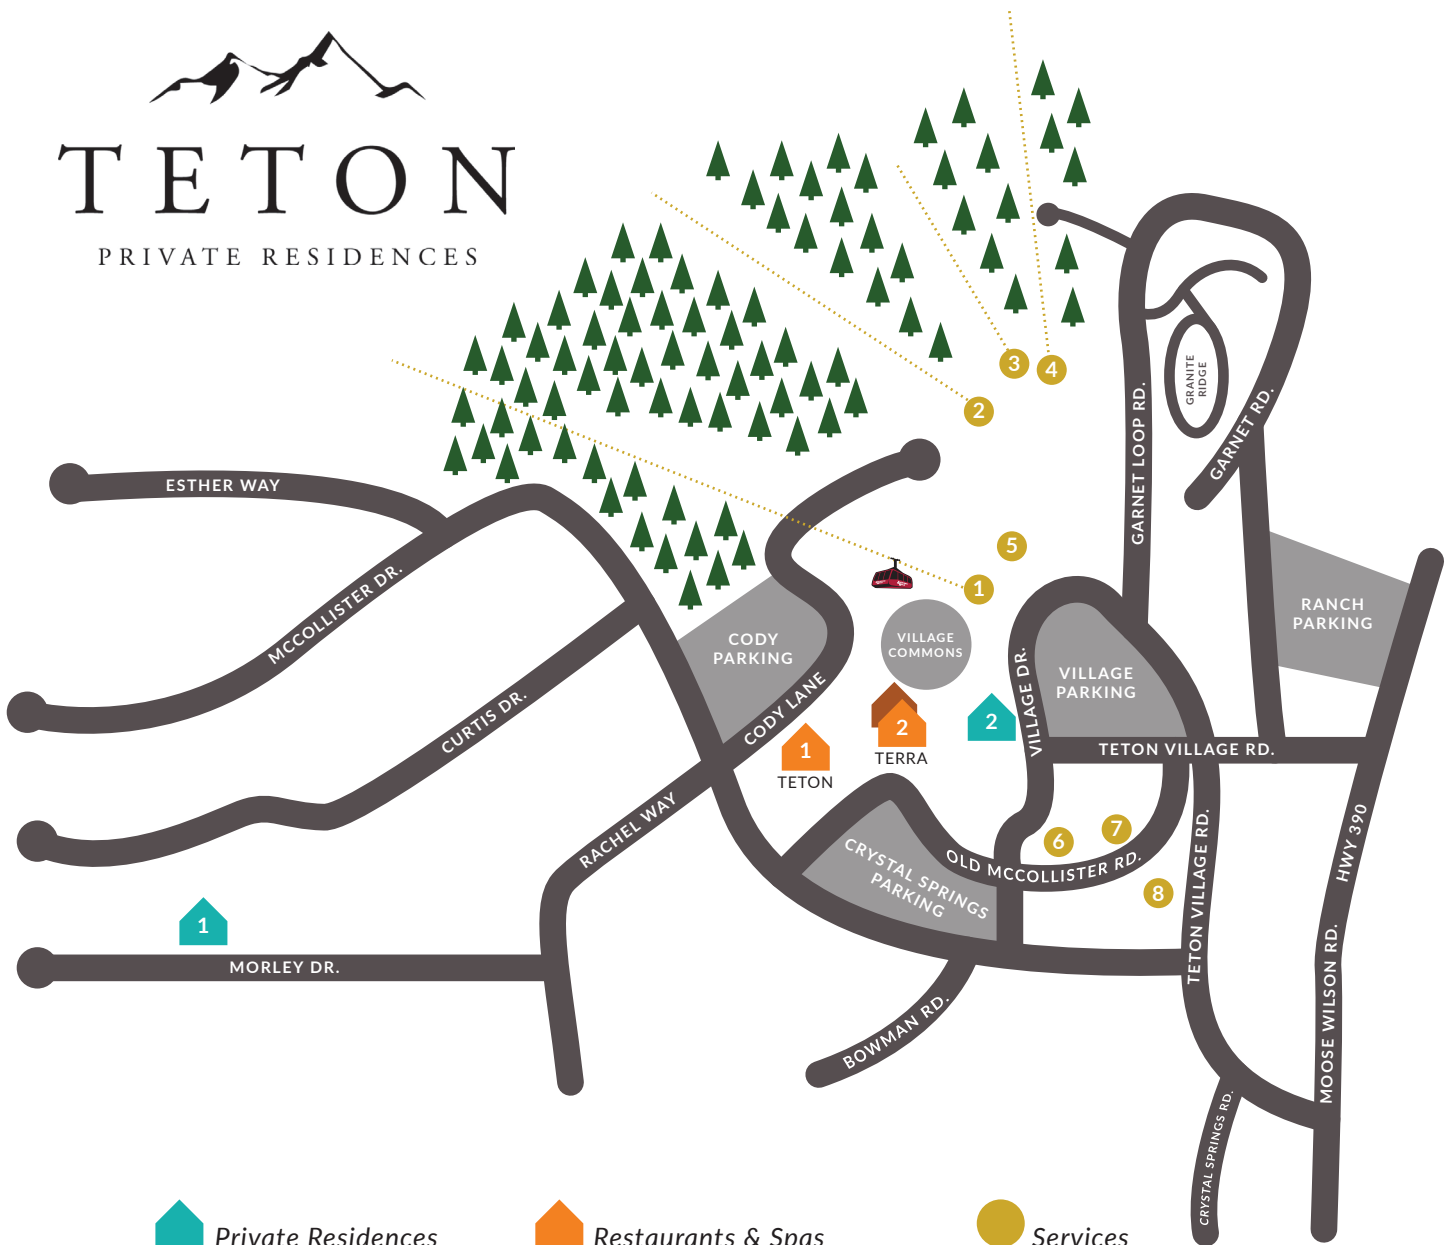 TETON
PRIVATE RESIDENCES
3
4
GRANITE
RIDGE
GARNET LOOP RD.
GARNET RD.
2
ESTHER WAY
5
1
MCCOLLISTER DR.
RANCH
PARKING
CODY
PARKING
VILLAGE
COMMONS
VILLAGE DR.
VILLAGE
PARKING
CURTIS DR.
CODY LANE
2
2
1
TERRA
TETON
TETON VILLAGE RD.
RACHEL WAY
6
7
OLD MCCOLLISTER RD.
CRYSTAL SPRINGS
PARKING
8
TETON VILLAGE RD.
HWY 390
1
MORLEY DR.
BOWMAN RD.
MOOSE WILSON RD.
CRYSTAL SPRINGS RD.
Private Residences
Restaurants & Spas
Services